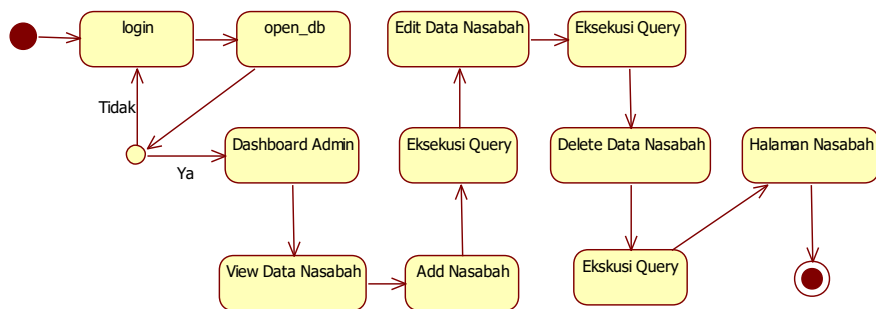 login
open_db
Edit Data Nasabah
Eksekusi Query
Tidak
Ya
Dashboard Admin
Eksekusi Query
Delete Data Nasabah
Halaman Nasabah
View Data Nasabah
Add Nasabah
Ekskusi Query